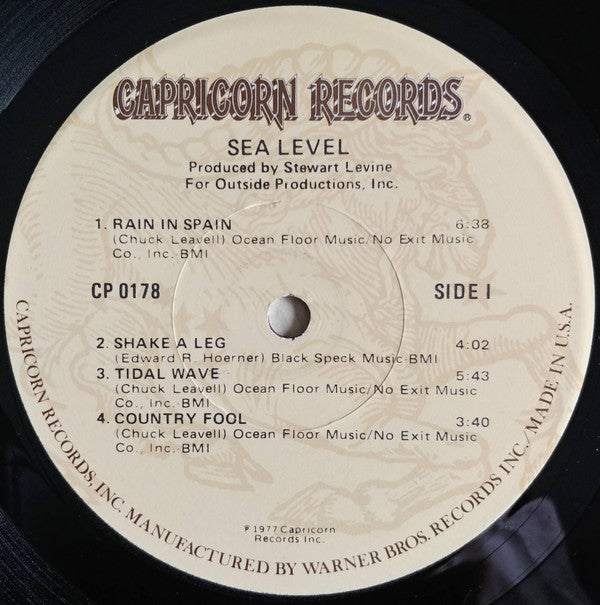 CAPRICORN RECORDS®
SEA LEVEL
Produced by Stewart Levine
For Outside Productions, Inc.
1. RAIN IN SPAIN 6:38
(Chuck Leavell) Ocean Floor Music/No Exit Music
Co., Inc.-BMI
CP 0178 SIDE I
2. SHAKE A LEG 4:02
(Edward R. Hoerner) Black Speck Music-BMI
3. TIDAL WAVE 5:43
(Chuck Leavell) Ocean Floor Music/No Exit Music
Co., Inc.-BMI
4. COUNTRY FOOL 3:40
(Chuck Leavell) Ocean Floor Music/No Exit Music
Co., Inc.-BMI
℗ 1977 Capricorn
Records Inc.
CAPRICORN RECORDS, INC. MANUFACTURED BY WARNER BROS. RECORDS INC./MADE IN U.S.A.